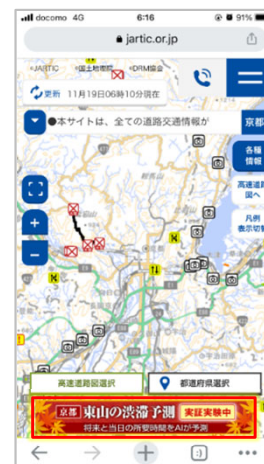 docomo 4G 6:16 91%
jartic.or.jp
<JARTIC> <国土地理院> <DRM協会>
更新 11月19日06時10分現在
●本サイトは、全ての道路交通情報が
京都
各種
情報
高速道路
図へ
凡例
表示切替
+
-
高速道路図選択 都道府県選択
京都 東山の渋滞予測 実証実験中
将来と当日の所要時間をAIが予測